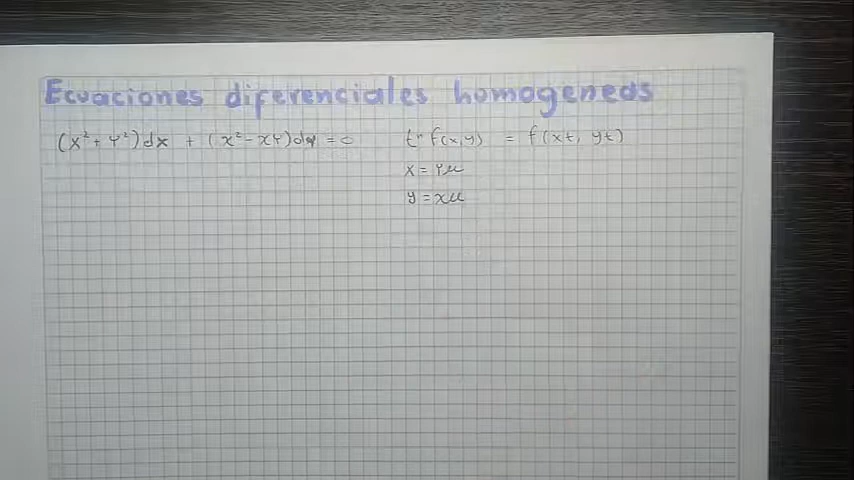 Ecuaciones diferenciales homogeneas
(x² + y²)dx + (x² - xy)dy = 0 tⁿ f(x,y) = f(xt, yt)
x = yu
y = xu